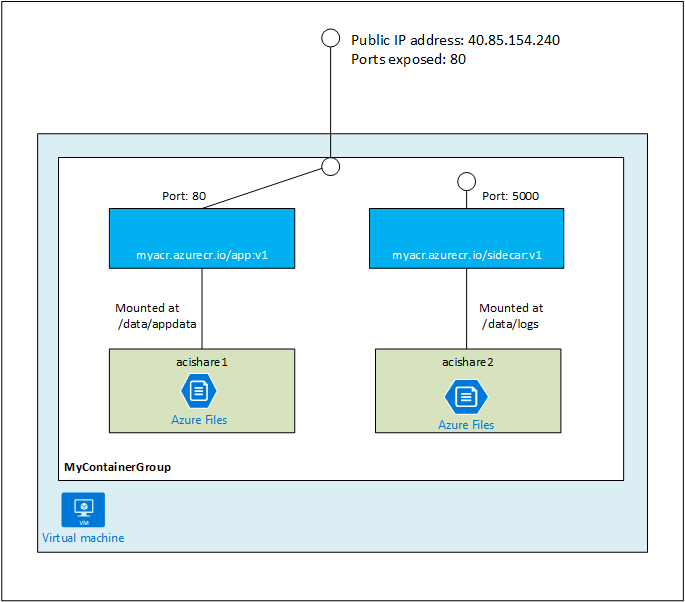 Public IP address: 40.85.154.240
Ports exposed: 80
Port: 80
Port: 5000
myacr.azurecr.io/app:v1
myacr.azurecr.io/sidecar:v1
Mounted at
/data/appdata
Mounted at
/data/logs
acishare1
Azure Files
acishare2
Azure Files
MyContainerGroup
VM
Virtual machine